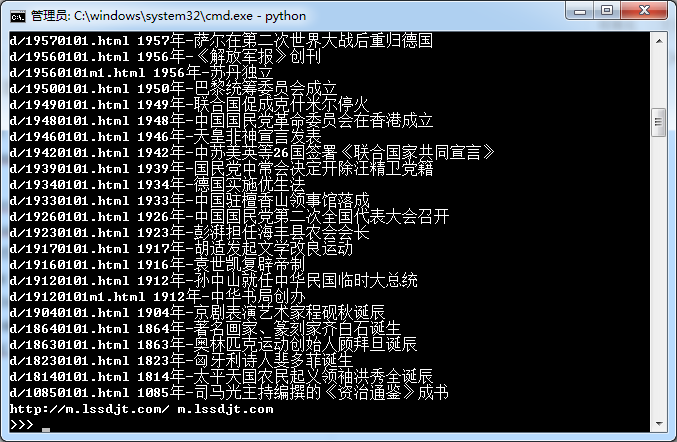 管理员: C:\windows\system32\cmd.exe - python
d/19570101.html 1957年-萨尔在第二次世界大战后重归德国
d/19560101.html 1956年-《解放军报》创刊
d/19560101m1.html 1956年-苏丹独立
d/19500101.html 1950年-巴黎统筹委员会成立
d/19490101.html 1949年-联合国促成克什米尔停火
d/19480101.html 1948年-中国国民党革命委员会在香港成立
d/19460101.html 1946年-天皇非神宣言发表
d/19420101.html 1942年-中苏美英等26国签署《联合国家共同宣言》
d/19390101.html 1939年-国民党中常会决定开除汪精卫党籍
d/19340101.html 1934年-德国实施优生法
d/19330101.html 1933年-中国驻檀香山领事馆落成
d/19260101.html 1926年-中国国民党第二次全国代表大会召开
d/19230101.html 1923年-彭湃担任海丰县农会会长
d/19170101.html 1917年-胡适发起文学改良运动
d/19160101.html 1916年-袁世凯复辟帝制
d/19120101.html 1912年-孙中山就任中华民国临时大总统
d/19120101m1.html 1912年-中华书局创办
d/19040101.html 1904年-京剧表演艺术家程砚秋诞辰
d/18640101.html 1864年-著名画家、篆刻家齐白石诞生
d/18630101.html 1863年-奥林匹克运动创始人顾拜旦诞辰
d/18230101.html 1823年-匈牙利诗人裴多菲诞生
d/18140101.html 1814年-太平天国农民起义领袖洪秀全诞辰
d/10850101.html 1085年-司马光主持编撰的《资治通鉴》成书
http://m.lssdjt.com/ m.lssdjt.com
>>>